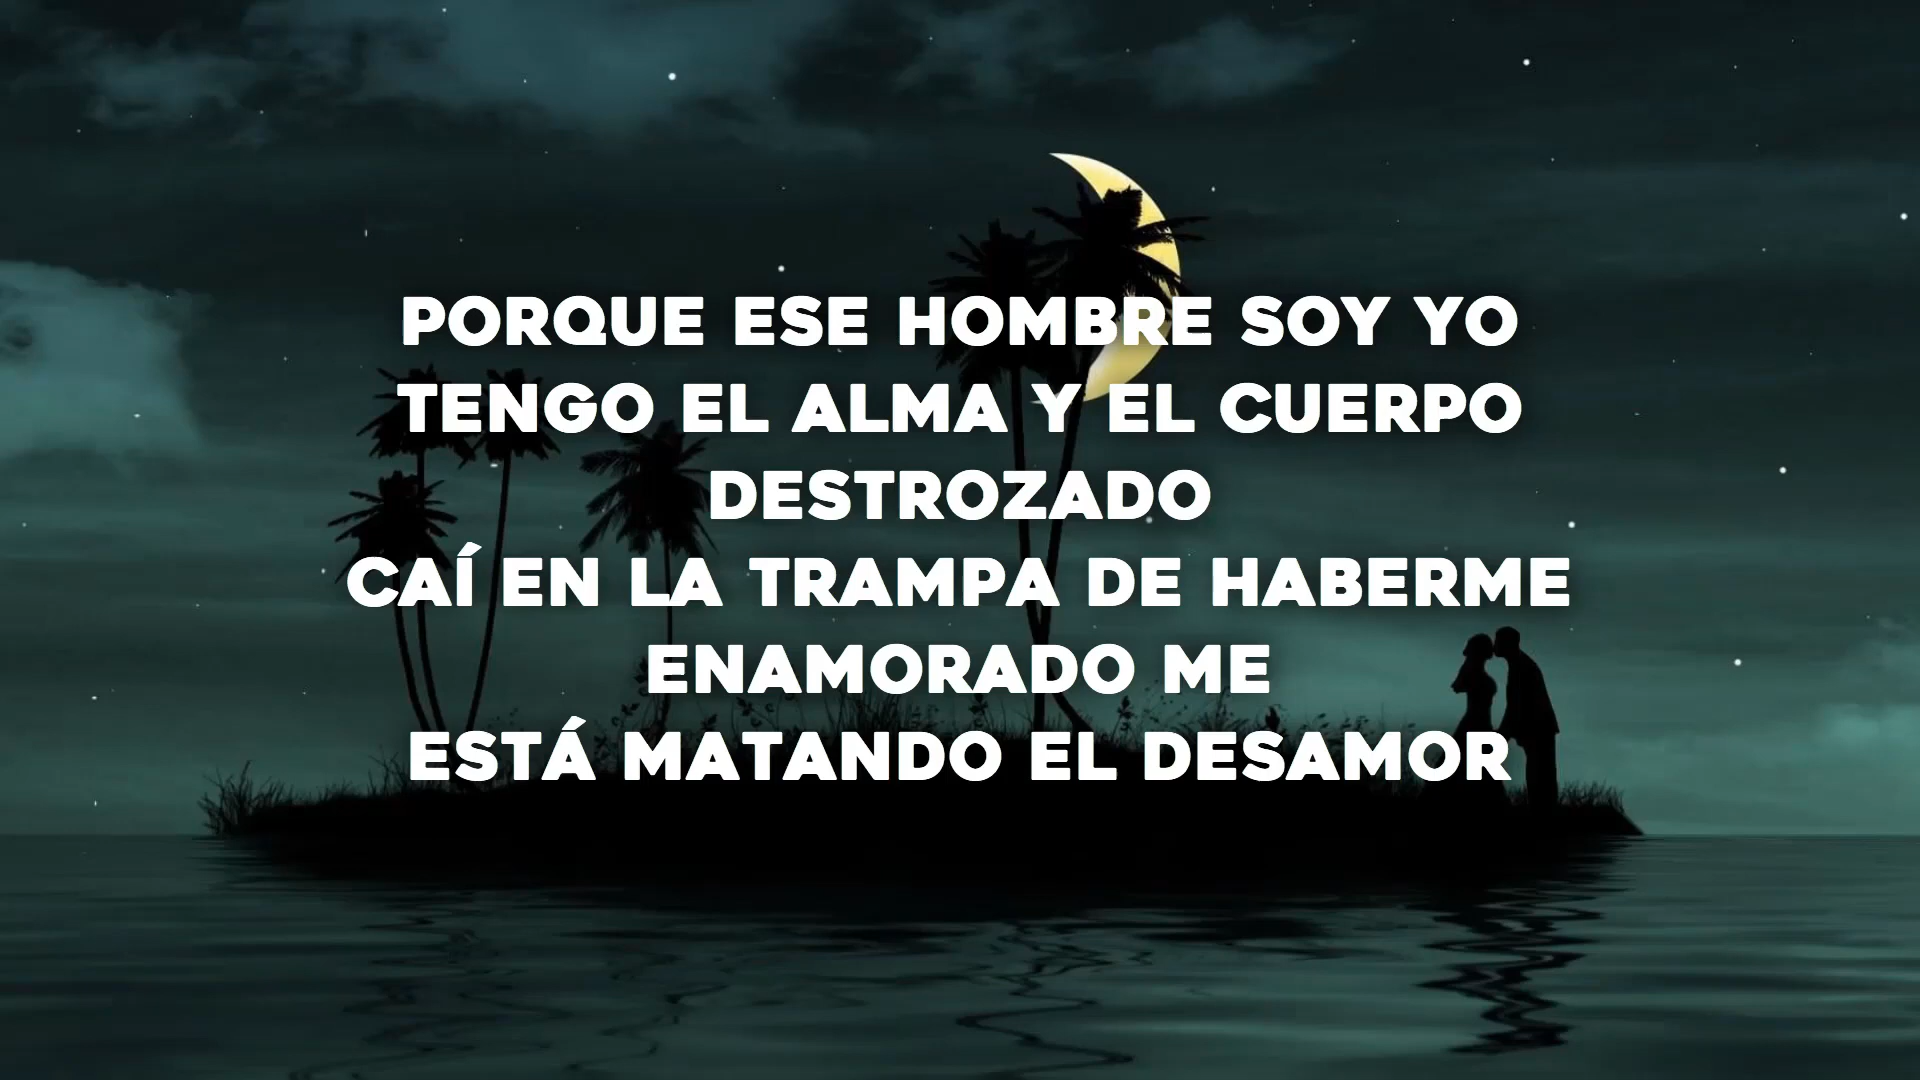 PORQUE ESE HOMBRE SOY YO
TENGO EL ALMA Y EL CUERPO
DESTROZADO
CAÍ EN LA TRAMPA DE HABERME
ENAMORADO ME
ESTÁ MATANDO EL DESAMOR